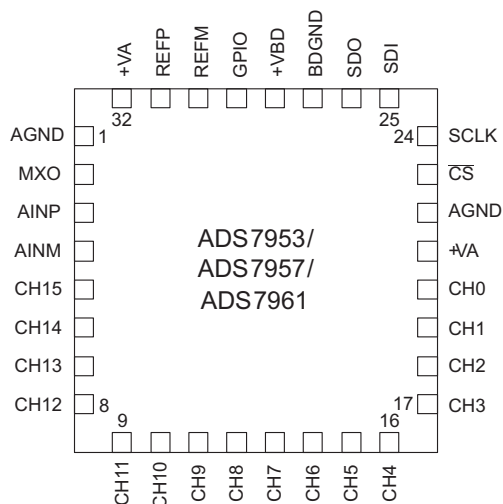 +VA
REFP
REFM
GPIO
+VBD
BDGND
SDO
SDI
32
25
AGND
1
24
SCLK
MXO
CS
AINP
AGND
AINM
+VA
ADS7953/
ADS7957/
ADS7961
CH15
CH0
CH14
CH1
CH13
CH2
CH12
8
17
CH3
9
16
CH11
CH10
CH9
CH8
CH7
CH6
CH5
CH4